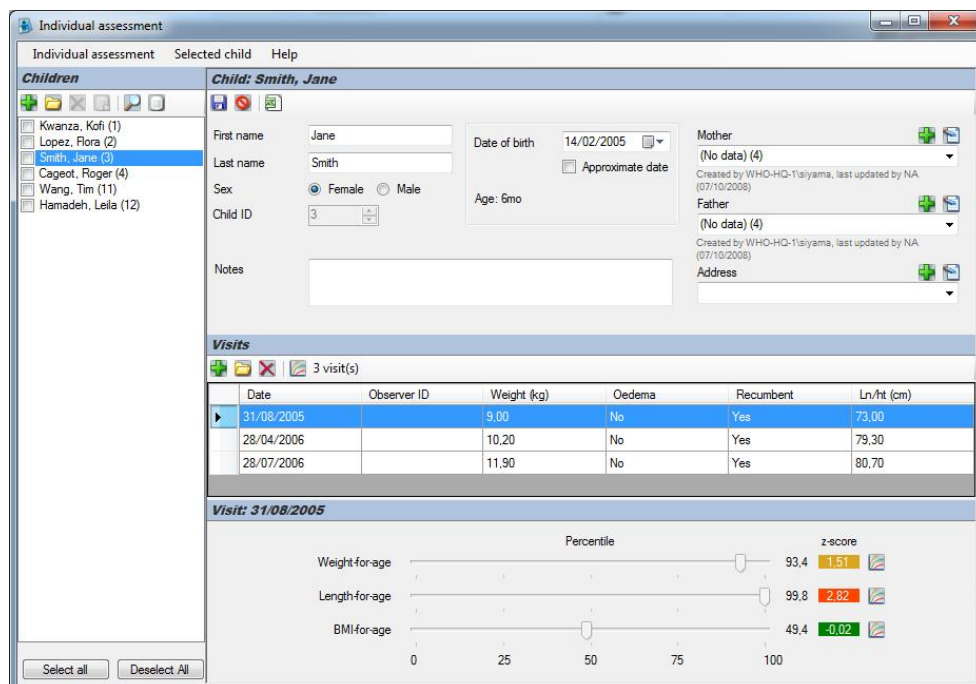 Individual assessment
Individual assessment Selected child Help
Children
Kwanza, Kofi (1)
Lopez, Flora (2)
Smith, Jane (3)
Cageot, Roger (4)
Wang, Tim (11)
Hamadeh, Leila (12)
Select all Deselect All
Child: Smith, Jane
First name Jane
Last name Smith
Sex Female Male
Child ID 3
Notes
Date of birth 14/02/2005
Approximate date
Age: 6mo
Mother
(No data) (4)
Created by WHO-HQ-1\siyama, last updated by NA
(07/10/2008)
Father
(No data) (4)
Created by WHO-HQ-1\siyama, last updated by NA
(07/10/2008)
Address
Visits
3 visit(s)
Date Observer ID Weight (kg) Oedema Recumbent Ln/ht (cm)
31/08/2005 9,00 No Yes 73,00
28/04/2006 10,20 No Yes 79,30
28/07/2006 11,90 No Yes 80,70
Visit: 31/08/2005
Percentile z-score
Weight-for-age 93,4 1,51
Length-for-age 99,8 2,82
BMI-for-age 49,4 -0,02
0 25 50 75 100